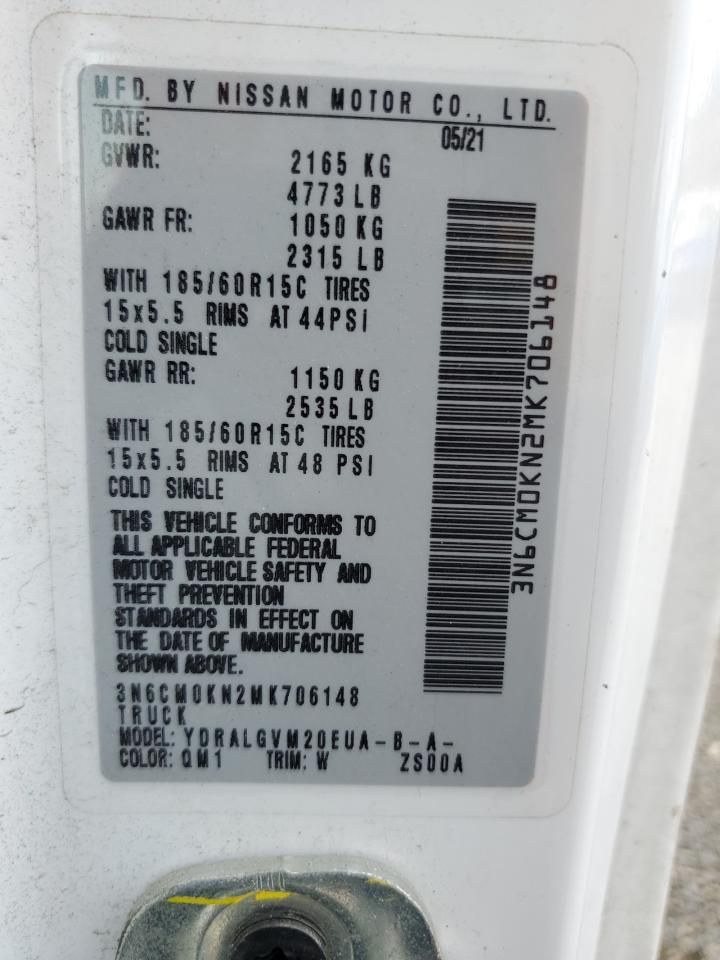 MFD. BY NISSAN MOTOR CO., LTD.
DATE: 05/21
GVWR: 2165 KG
4773 LB
GAWR FR: 1050 KG
2315 LB
WITH 185/60R15C TIRES
15x5.5 RIMS AT 44PSI
COLD SINGLE
GAWR RR: 1150 KG
2535 LB
WITH 185/60R15C TIRES
15x5.5 RIMS AT 48 PSI
COLD SINGLE
THIS VEHICLE CONFORMS TO
ALL APPLICABLE FEDERAL
MOTOR VEHICLE SAFETY AND
THEFT PREVENTION
STANDARDS IN EFFECT ON
THE DATE OF MANUFACTURE
SHOWN ABOVE.
3N6CM0KN2MK706148
TRUCK
MODEL: YDRALGVM20EUA-B-A-
COLOR: QM1 TRIM: W ZS00A
3N6CM0KN2MK706148